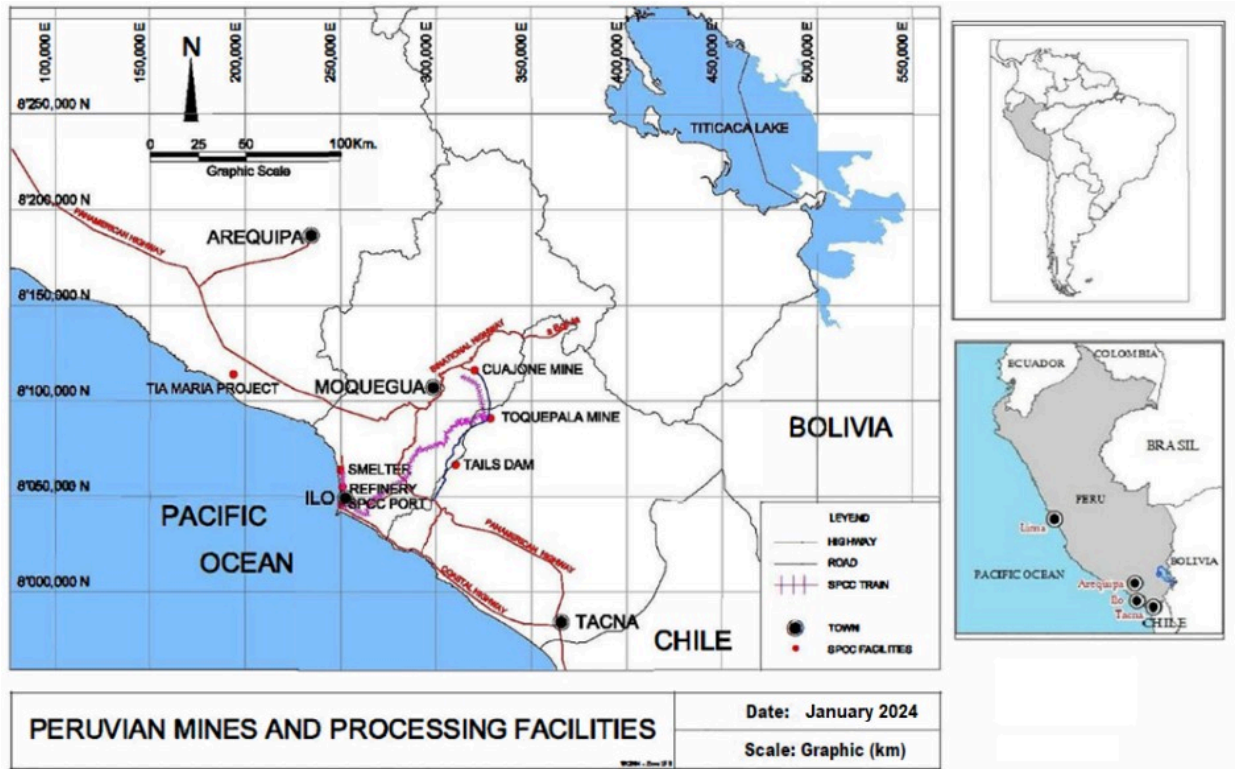 100,000 E
150,000 E
200,000 E
250,000 E
300,000 E
350,000 E
400,000 E
450,000 E
500,000 E
550,000 E
N
8'250,000 N
0 25 50 100Km.
Graphic Scale
TITICACA LAKE
8'200,000 N
PANAMERICAN HIGHWAY
AREQUIPA
8'150,000 N
BINATIONAL HIGHWAY
CUAJONE MINE
TIA MARIA PROJECT
MOQUEGUA
8'100,000 N
TOQUEPALA MINE
BOLIVIA
SMELTER
TAILS DAM
REFINERY
8'050,000 N
ILO
SPCC PORT
PACIFIC
OCEAN
PANAMERICAN HIGHWAY
COASTAL HIGHWAY
8'000,000 N
TACNA
CHILE
LEYEND
HIGHWAY
ROAD
SPCC TRAIN
TOWN
SPCC FACILITIES
ECUADOR
COLOMBIA
BRASIL
PERU
Lima
BOLIVIA
PACIFIC OCEAN
Arequipa
Ilo
Tacna
CHILE
PERUVIAN MINES AND PROCESSING FACILITIES
Date: January 2024
Scale: Graphic (km)